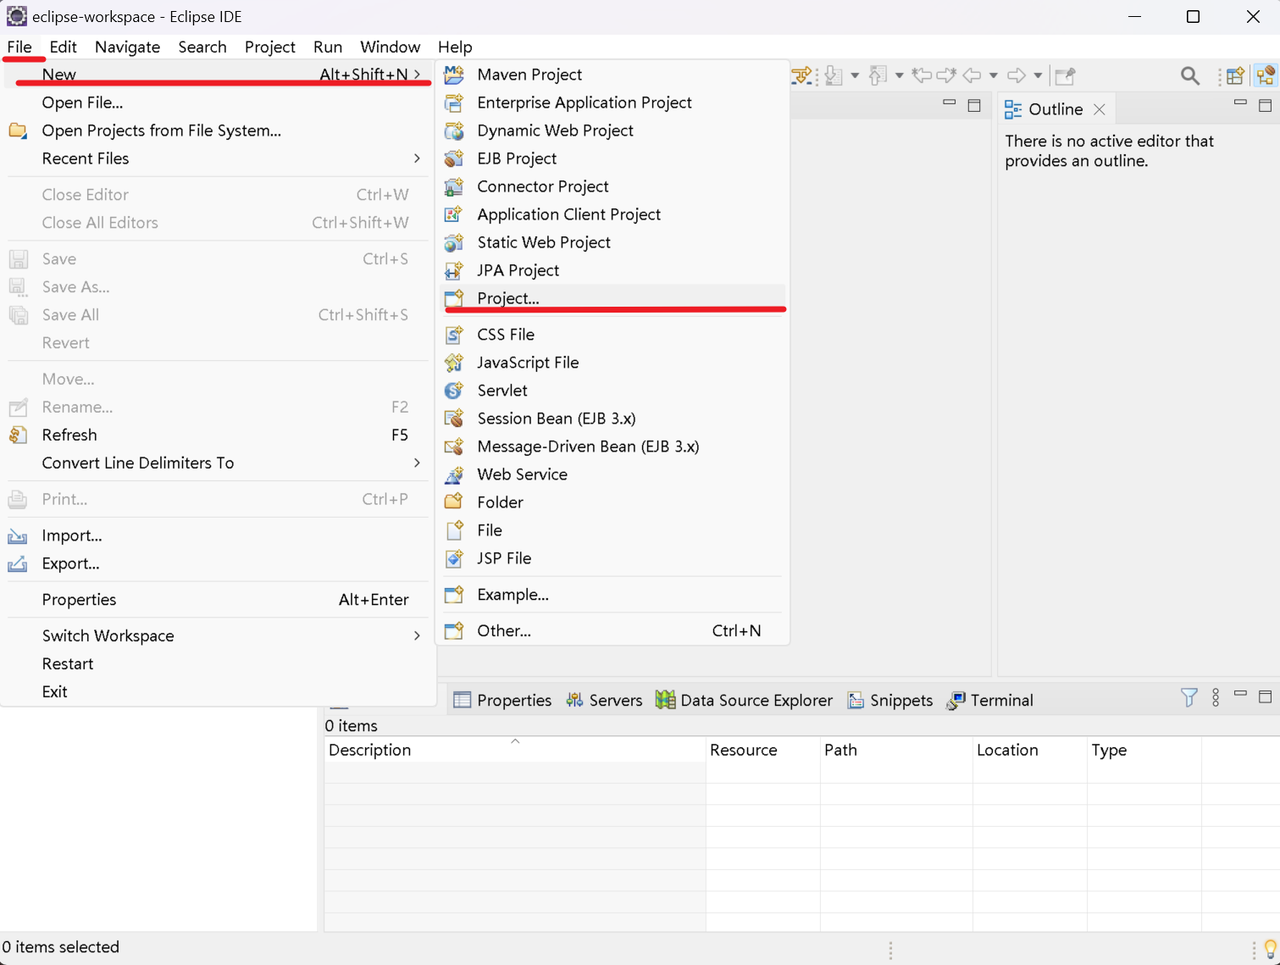 eclipse-workspace - Eclipse IDE
File Edit Navigate Search Project Run Window Help
New Alt+Shift+N
Open File...
Open Projects from File System...
Recent Files
Close Editor Ctrl+W
Close All Editors Ctrl+Shift+W
Save Ctrl+S
Save As...
Save All Ctrl+Shift+S
Revert
Move...
Rename... F2
Refresh F5
Convert Line Delimiters To
Print... Ctrl+P
Import...
Export...
Properties Alt+Enter
Switch Workspace
Restart
Exit
Maven Project
Enterprise Application Project
Dynamic Web Project
EJB Project
Connector Project
Application Client Project
Static Web Project
JPA Project
Project...
CSS File
JavaScript File
Servlet
Session Bean (EJB 3.x)
Message-Driven Bean (EJB 3.x)
Web Service
Folder
File
JSP File
Example...
Other... Ctrl+N
Outline
There is no active editor that
provides an outline.
Properties Servers Data Source Explorer Snippets Terminal
0 items
Description Resource Path Location Type
0 items selected